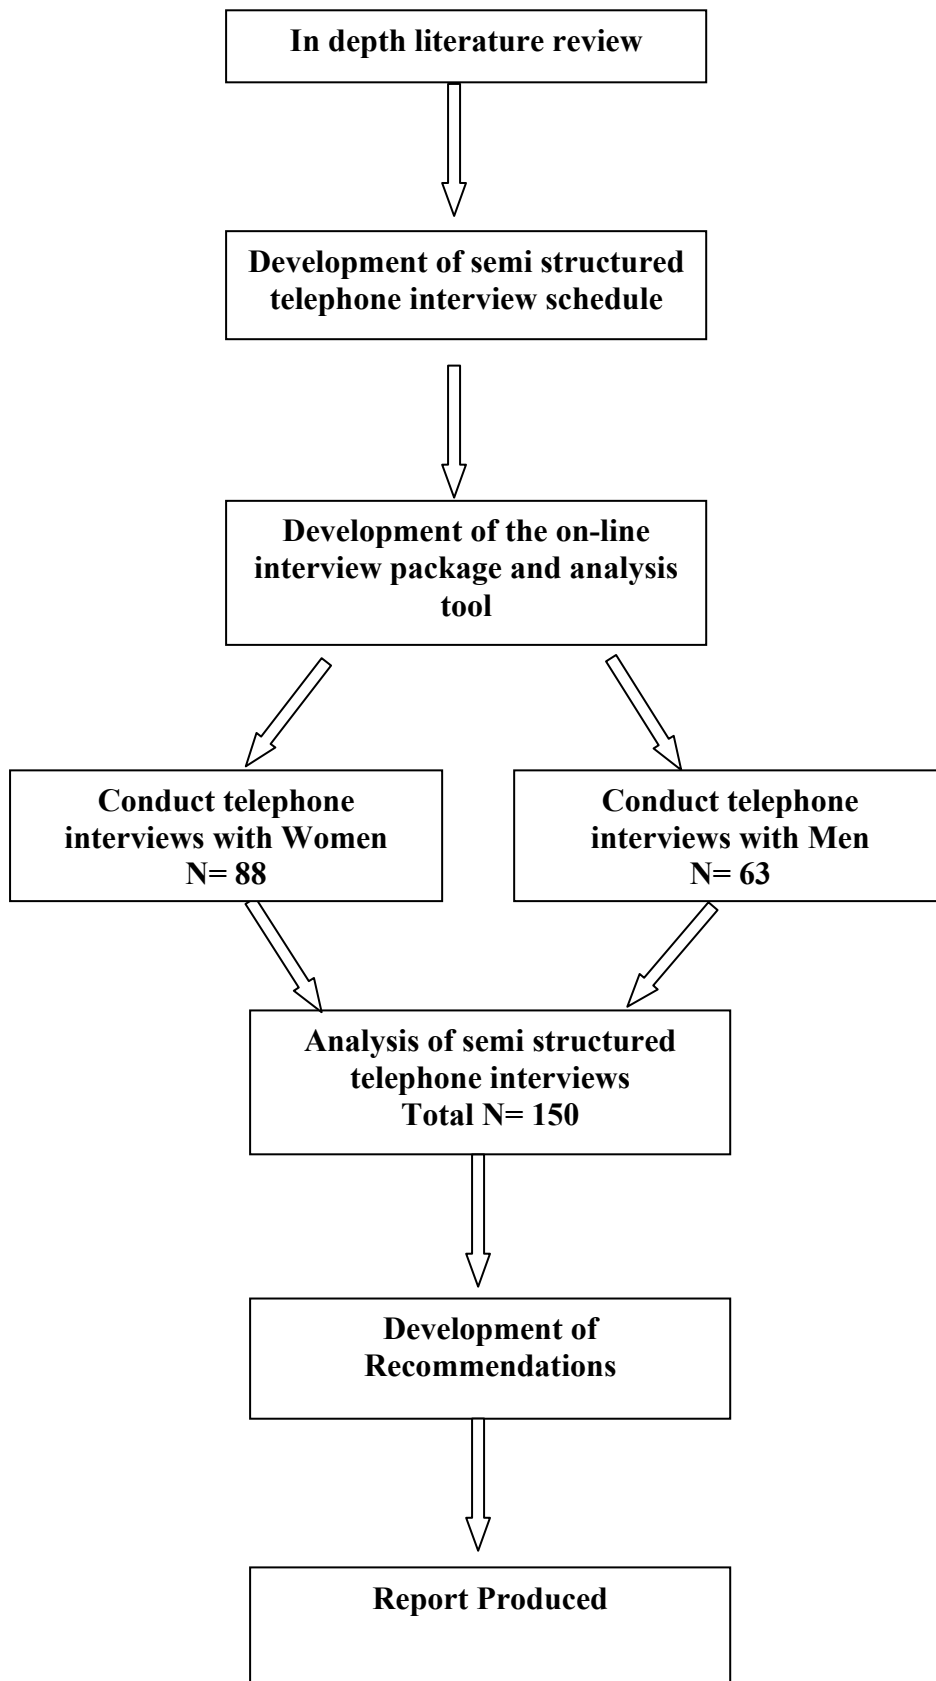 In depth literature review
Development of semi structured
telephone interview schedule
Development of the on-line
interview package and analysis
tool
Conduct telephone
interviews with Women
N= 88
Conduct telephone
interviews with Men
N= 63
Analysis of semi structured
telephone interviews
Total N= 150
Development of
Recommendations
Report Produced